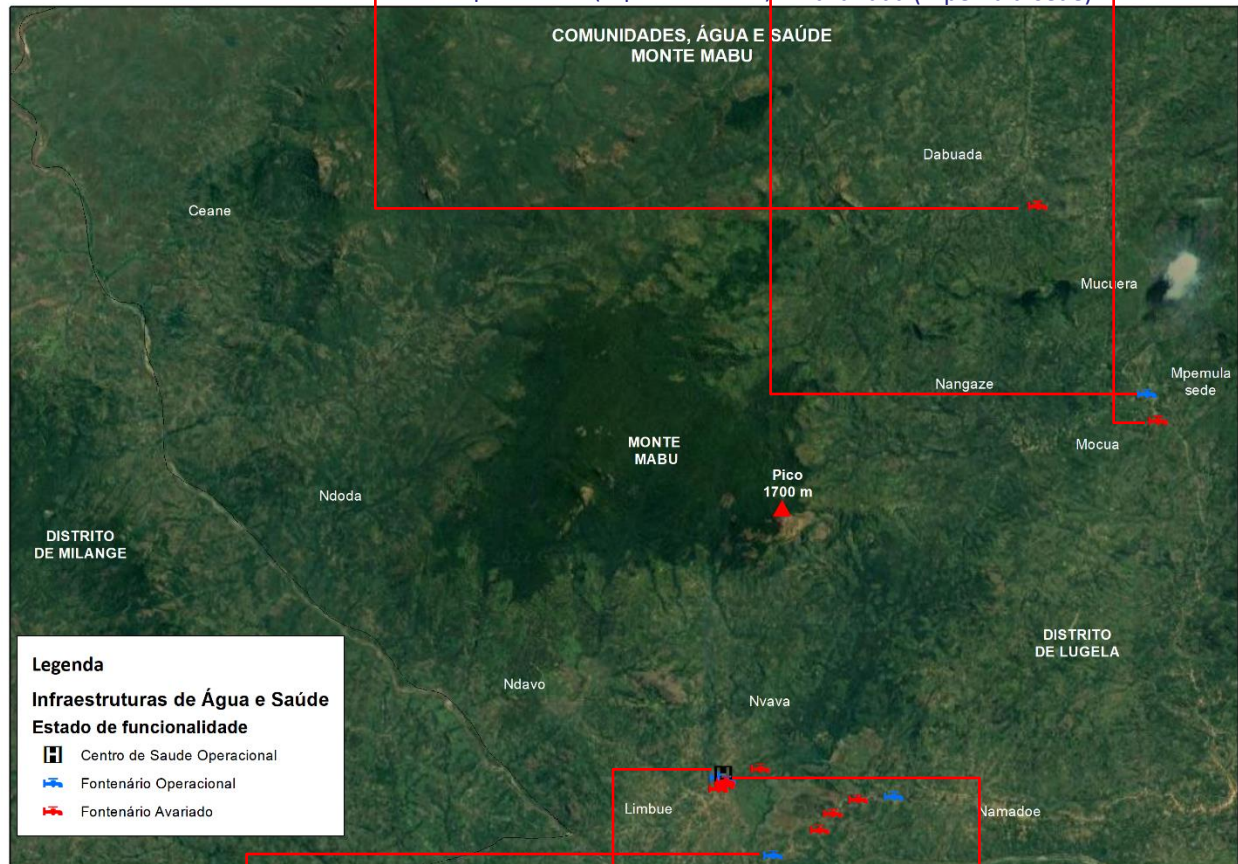 COMUNIDADES, ÁGUA E SAÚDE
MONTE MABU
Dabuada
Ceane
Mucuera
Nangaze
Mpemula
sede
Mocua
MONTE
MABU
Pico
1700 m
Ndoda
DISTRITO
DE MILANGE
DISTRITO
DE LUGELA
Ndavo
Nvava
Limbue
Namadoe
Legenda
Infraestruturas de Água e Saúde
Estado de funcionalidade
H Centro de Saude Operacional
Fontenário Operacional
Fontenário Avariado
H